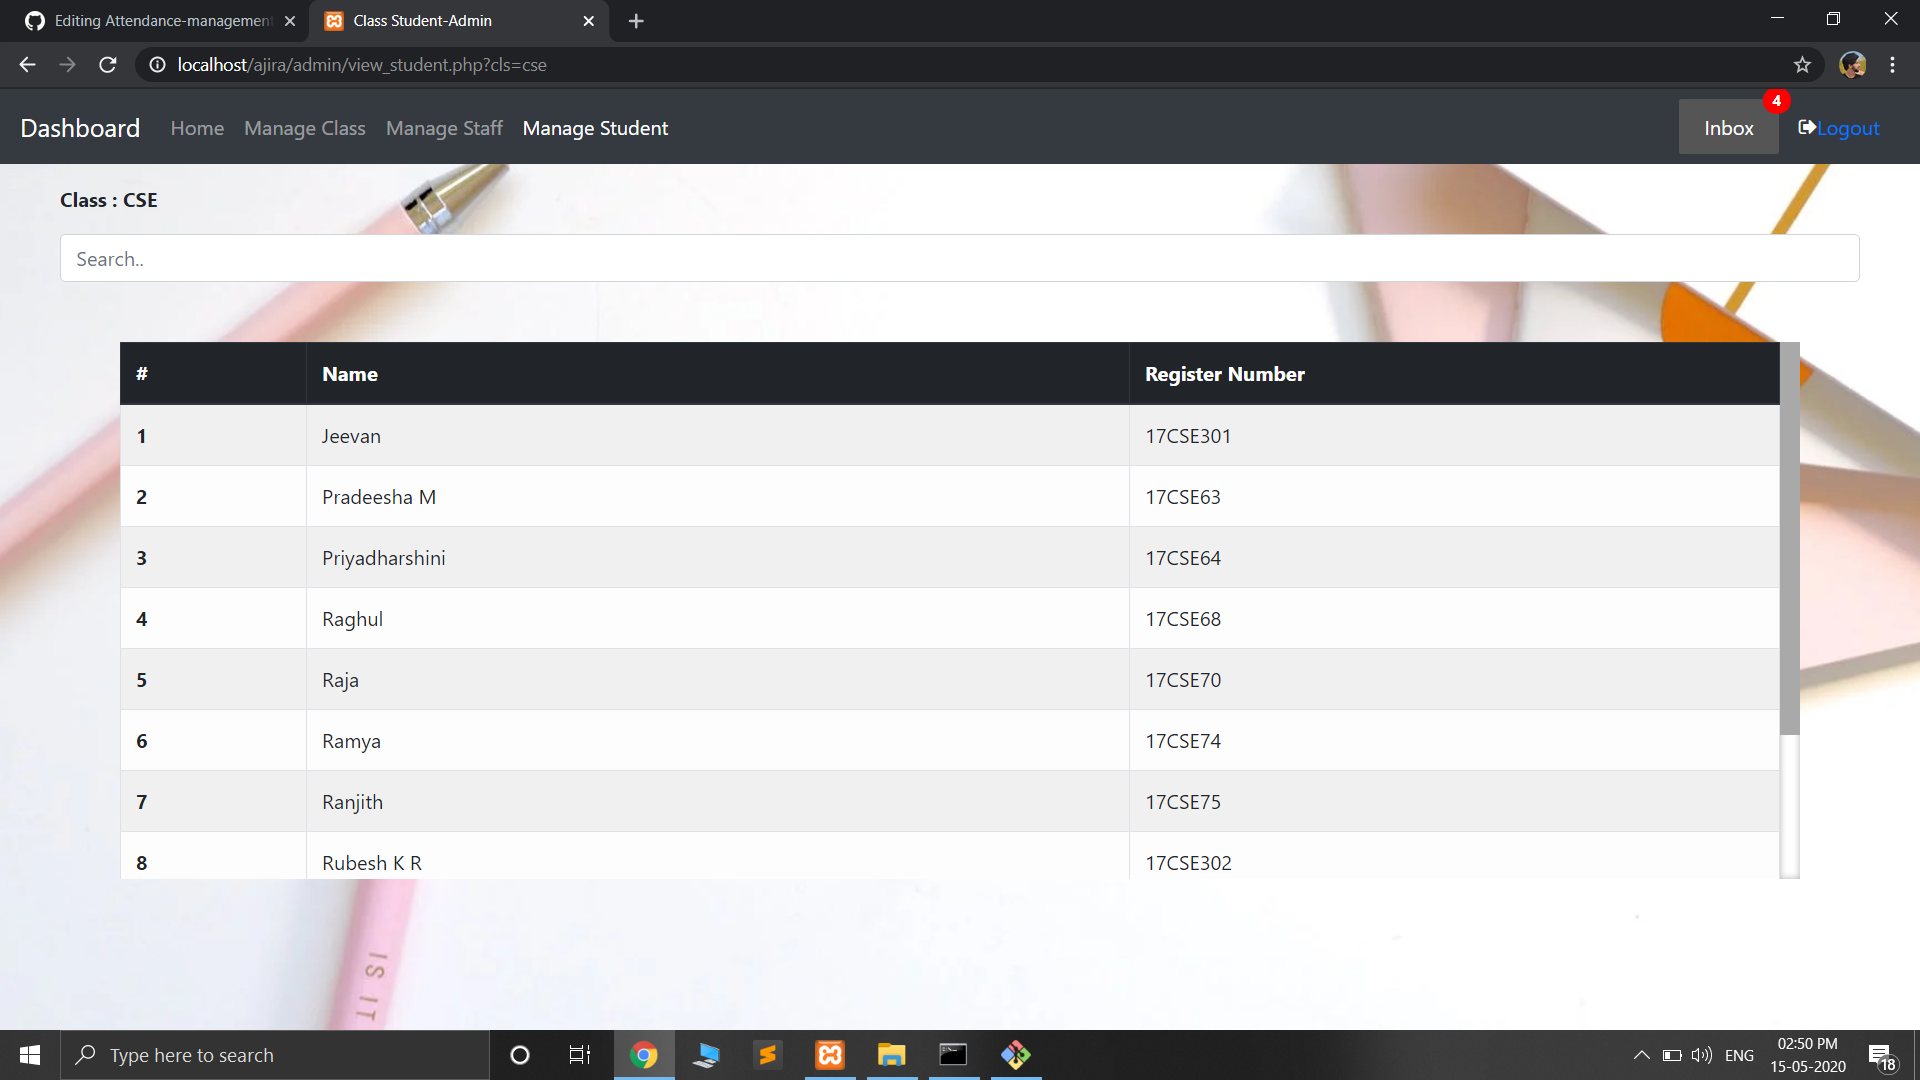 Editing Attendance-management
Class Student-Admin
localhost/ajira/admin/view_student.php?cls=cse
Dashboard Home Manage Class Manage Staff Manage Student Inbox 4 Logout
Class : CSE
Search..
# Name Register Number
1 Jeevan 17CSE301
2 Pradeesha M 17CSE63
3 Priyadharshini 17CSE64
4 Raghul 17CSE68
5 Raja 17CSE70
6 Ramya 17CSE74
7 Ranjith 17CSE75
8 Rubesh K R 17CSE302
IS IT
Type here to search
ENG
02:50 PM
15-05-2020
18